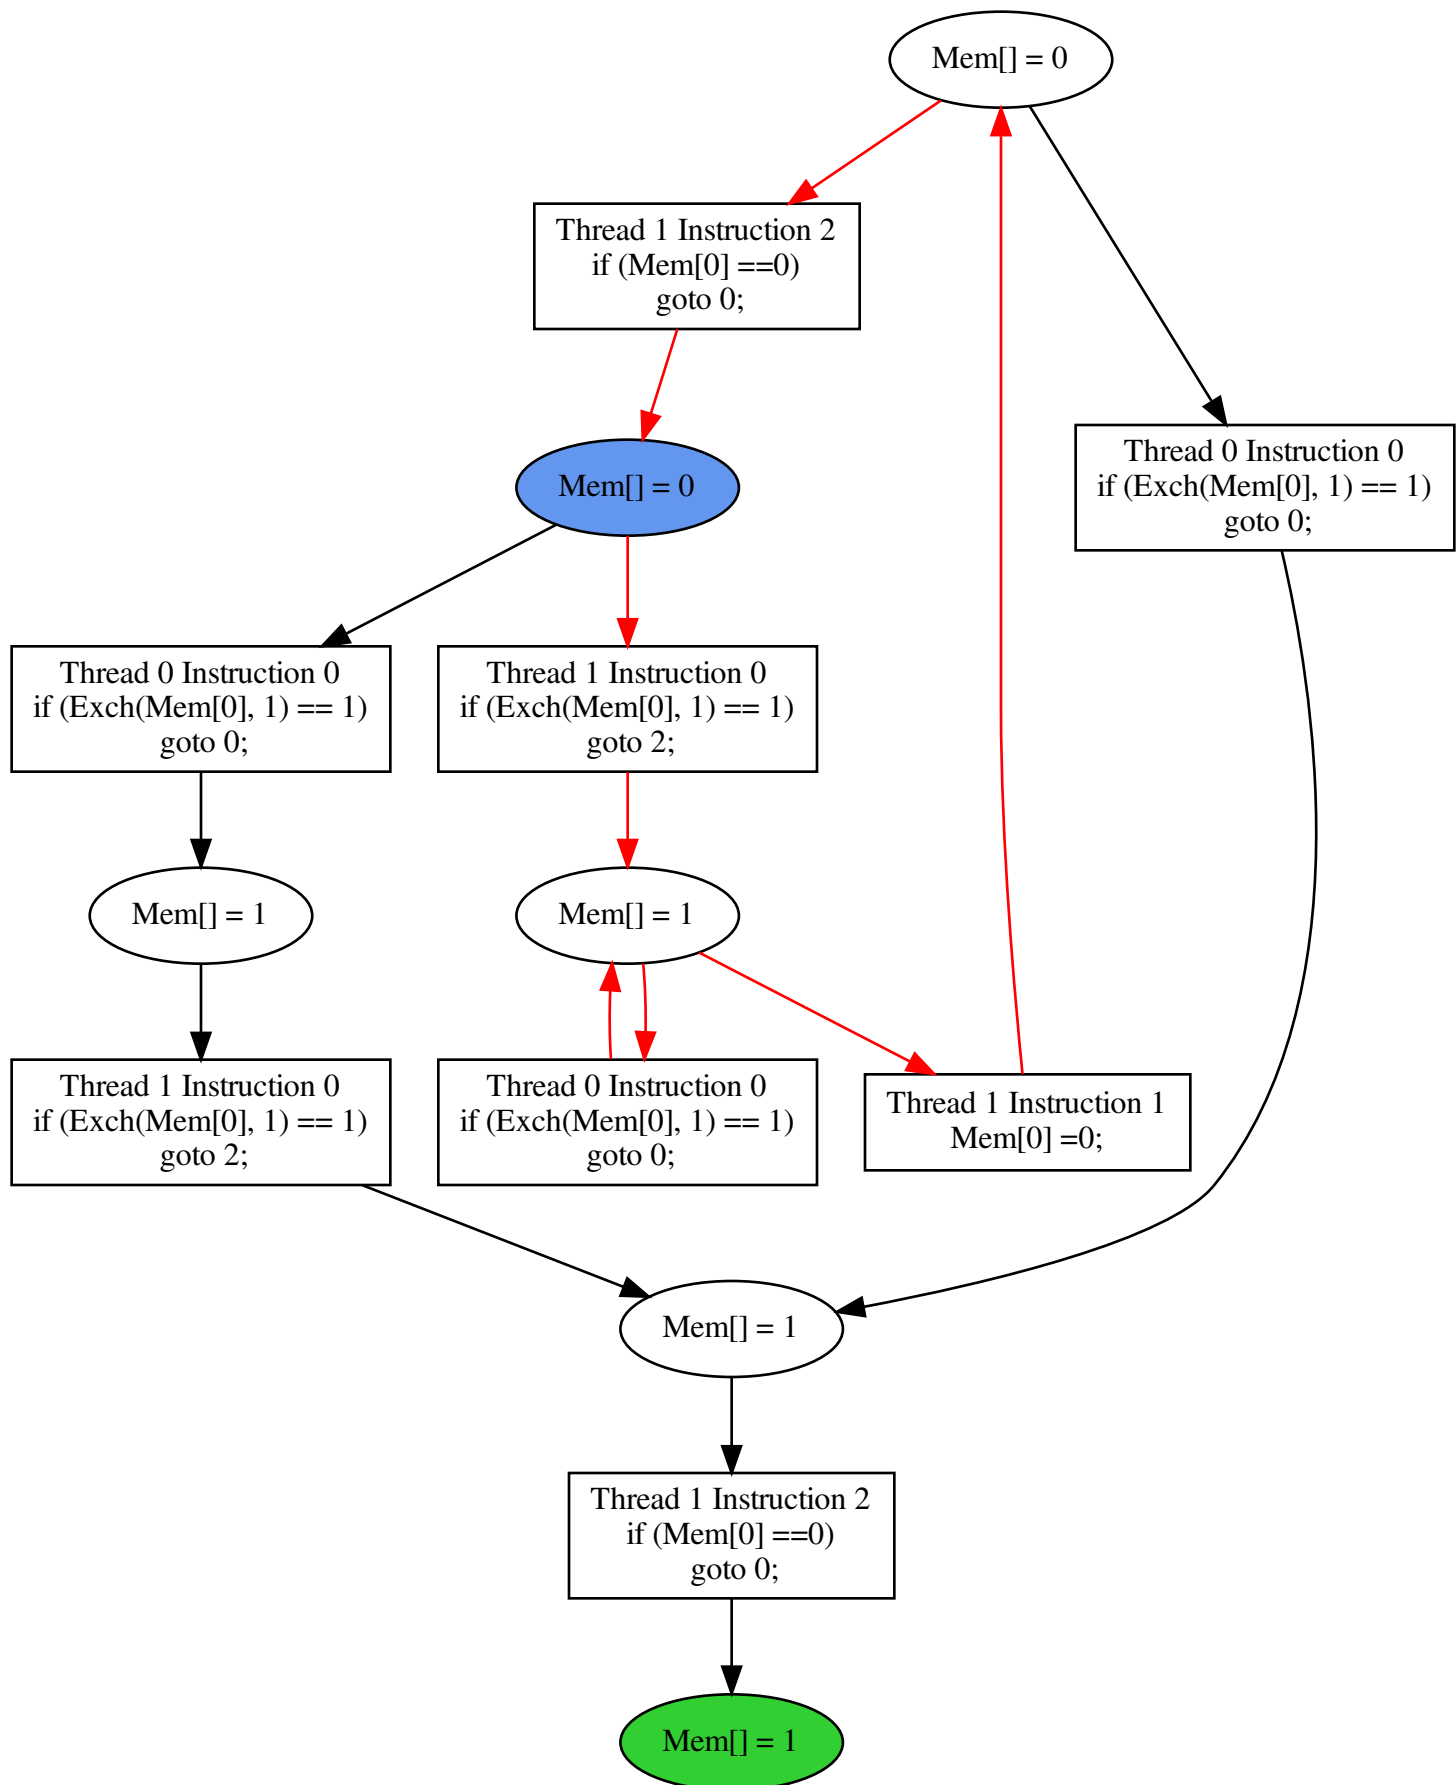 Mem[] = 0
Thread 1 Instruction 2
if (Mem[0] ==0)
goto 0;
Mem[] = 0
Thread 0 Instruction 0
if (Exch(Mem[0], 1) == 1)
goto 0;
Thread 0 Instruction 0
if (Exch(Mem[0], 1) == 1)
goto 0;
Thread 1 Instruction 0
if (Exch(Mem[0], 1) == 1)
goto 2;
Mem[] = 1
Mem[] = 1
Thread 1 Instruction 0
if (Exch(Mem[0], 1) == 1)
goto 2;
Thread 0 Instruction 0
if (Exch(Mem[0], 1) == 1)
goto 0;
Thread 1 Instruction 1
Mem[0] =0;
Mem[] = 1
Thread 1 Instruction 2
if (Mem[0] ==0)
goto 0;
Mem[] = 1